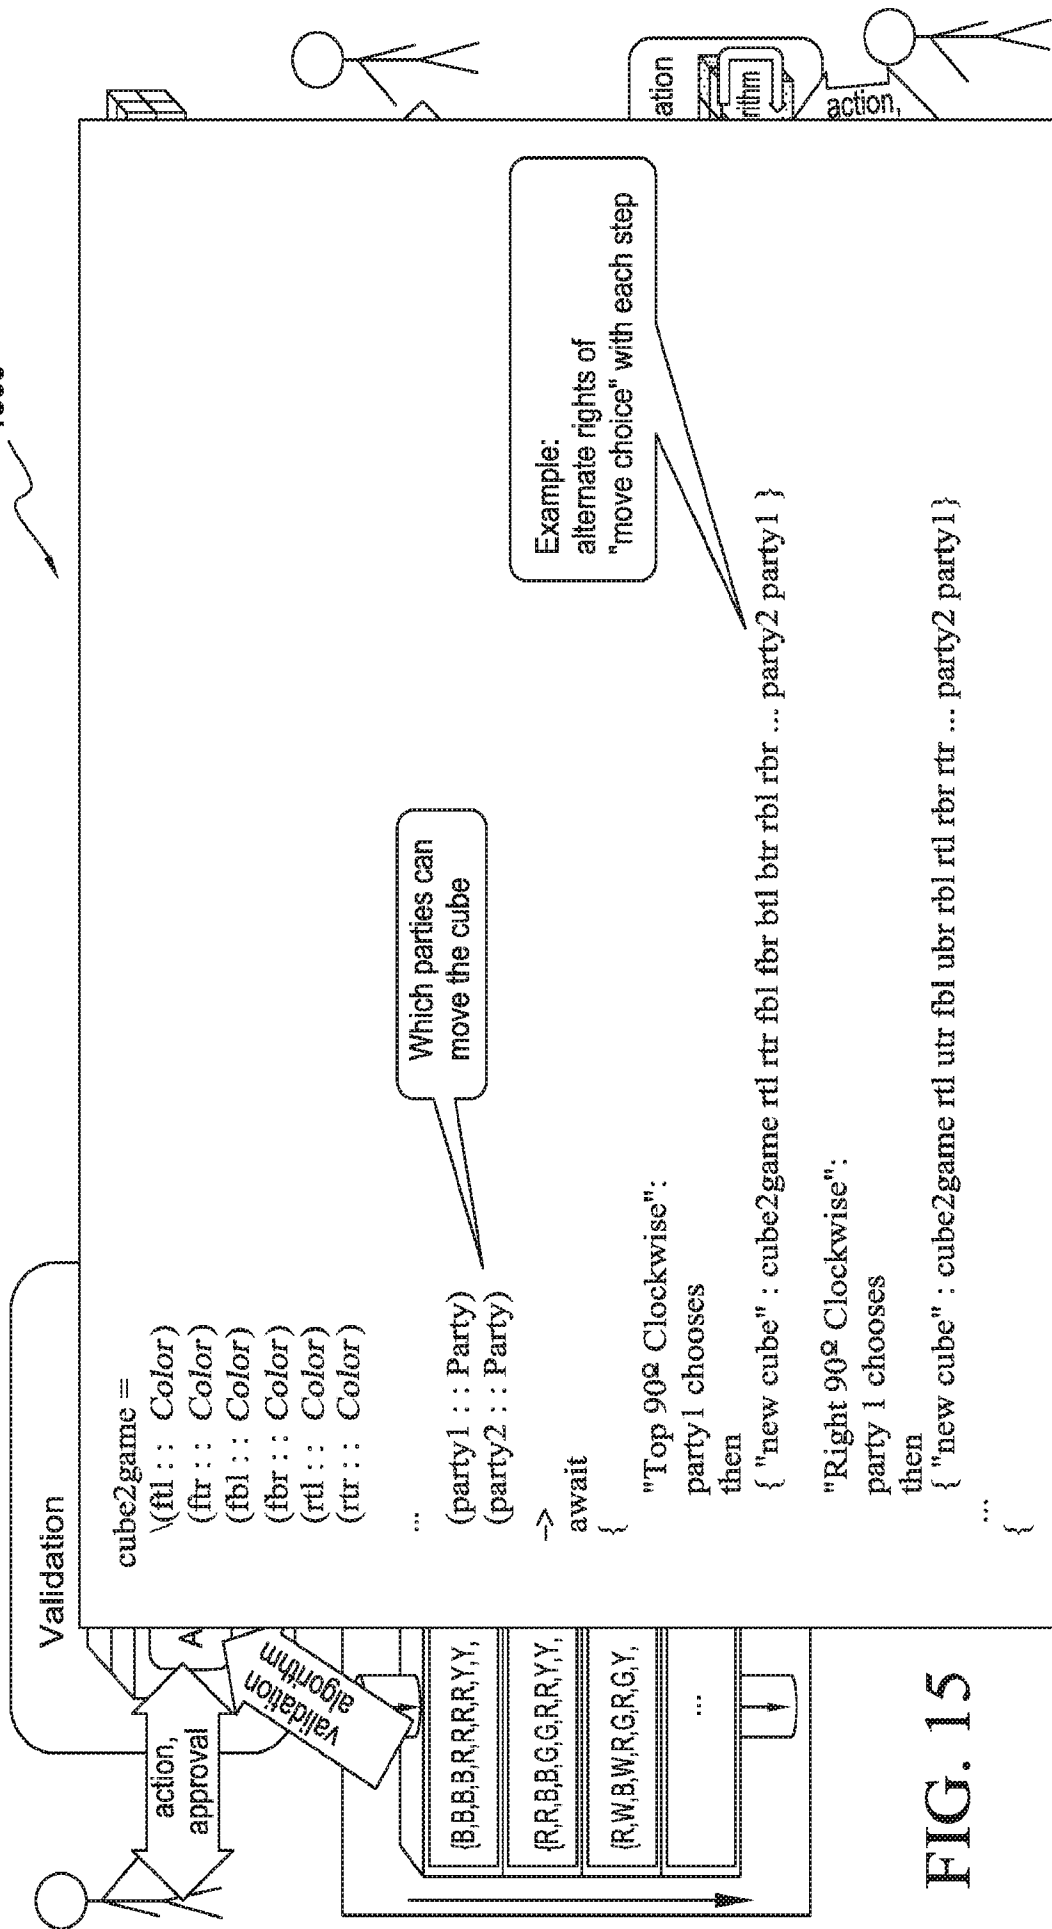 Validation
action,
approval
A
validation
algorithm
{B,B,B,B,R,R,R,R,Y,Y,
{R,R,B,B,G,G,R,R,Y,Y,
{R,W,B,W,R,G,R,G,Y,
...
cube2game =
\(ftl : : Color)
(ftr : : Color)
(fbl : : Color)
(fbr : : Color)
(rtl : : Color)
(rtr : : Color)
...
(party1 : : Party)
(party2 : : Party)
->
await
{
Which parties can
move the cube
"Top 90º Clockwise":
party1 chooses
then
{ "new cube" : cube2game rtl rtr fbl fbr btl btr rbl rbr ... party2 party1 }
"Right 90º Clockwise":
party 1 chooses
then
{ "new cube" : cube2game rtl utr fbl ubr rbl rtl rbr rtr ... party2 party1}
...
{
Example:
alternate rights of
"move choice" with each step
ation
rithm
action,
FIG. 15